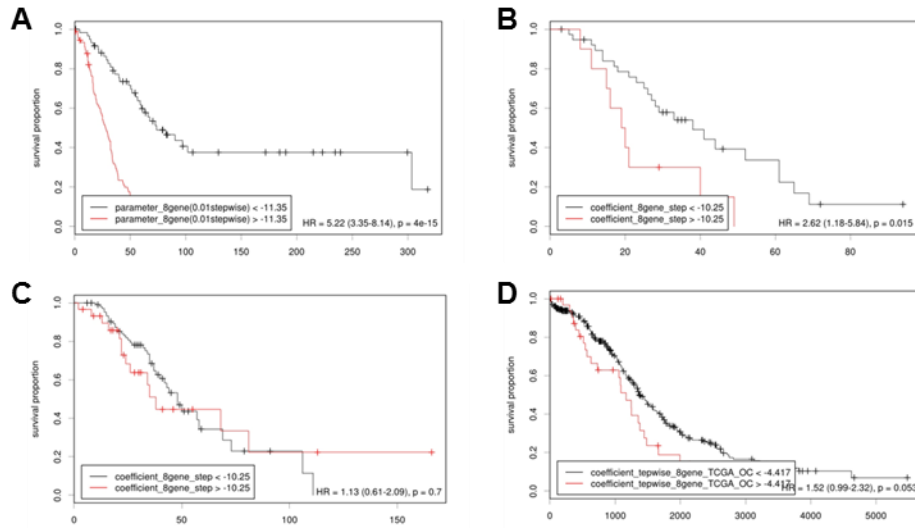 A
survival proportion
1.0
0.8
0.6
0.4
0.2
0.0
parameter_8gene(0.01stepwise) < -11.35
parameter_8gene(0.01stepwise) > -11.35
HR = 5.22 (3.35-8.14), p = 4e-15
0 50 100 150 200 250 300
B
survival proportion
1.0
0.8
0.6
0.4
0.2
0.0
coefficient_8gene_step < -10.25
coefficient_8gene_step > -10.25
HR = 2.62 (1.18-5.84), p = 0.015
0 20 40 60 80
C
survival proportion
1.0
0.8
0.6
0.4
0.2
0.0
coefficient_8gene_step < -10.25
coefficient_8gene_step > -10.25
HR = 1.13 (0.61-2.09), p = 0.7
0 50 100 150
D
survival proportion
1.0
0.8
0.6
0.4
0.2
0.0
coefficient_tepwise_8gene_TCGA_OC < -4.417
coefficient_tepwise_8gene_TCGA_OC > -4.417
HR = 1.52 (0.99-2.32), p = 0.053
0 1000 2000 3000 4000 5000